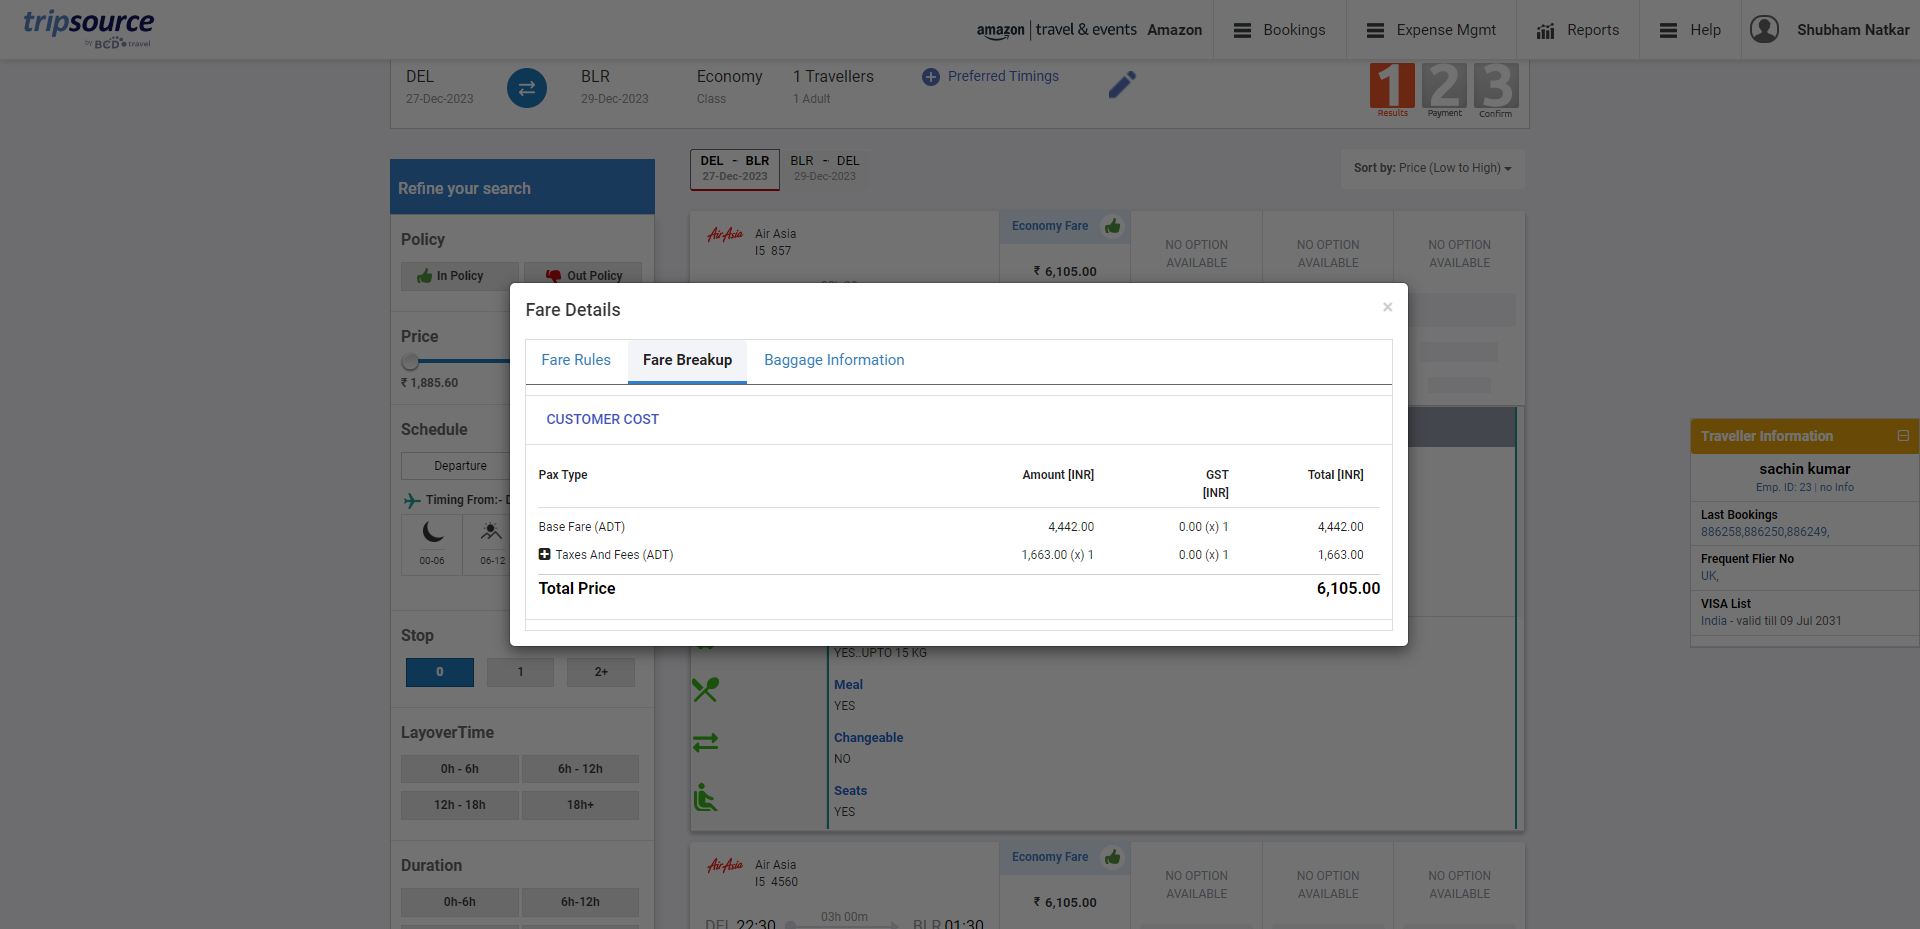 tripsource
by BCD travel
amazon travel & events Amazon
Bookings
Expense Mgmt
Reports
Help
Shubham Natkar
DEL BLR Economy 1 Travellers Preferred Timings
27-Dec-2023 29-Dec-2023 Class 1 Adult
1 2 3
Results Payment Confirm
DEL - BLR BLR - DEL
27-Dec-2023 29-Dec-2023
Sort by: Price (Low to High)
Refine your search
Policy
In Policy Out Policy
Price
₹ 1,885.60
Schedule
Departure
Timing From:-
00-06 06-12
Stop
0 1 2+
LayoverTime
0h - 6h 6h - 12h
12h - 18h 18h+
Duration
0h-6h 6h-12h
AirAsia Air Asia
I5 857
Economy Fare
₹ 6,105.00
NO OPTION AVAILABLE
NO OPTION AVAILABLE
NO OPTION AVAILABLE
Fare Details ×
Fare Rules Fare Breakup Baggage Information
CUSTOMER COST
Pax Type Amount [INR] GST [INR] Total [INR]
Base Fare (ADT) 4,442.00 0.00 (x) 1 4,442.00
Taxes And Fees (ADT) 1,663.00 (x) 1 0.00 (x) 1 1,663.00
Total Price 6,105.00
YES..UPTO 15 KG
Meal
YES
Changeable
NO
Seats
YES
AirAsia Air Asia
I5 4560
Economy Fare
₹ 6,105.00
NO OPTION AVAILABLE
NO OPTION AVAILABLE
NO OPTION AVAILABLE
DEL 22:30 03h 00m BLR 01:30
Traveller Information
sachin kumar
Emp. ID: 23 | no Info
Last Bookings
886258,886250,886249,
Frequent Flier No
UK,
VISA List
India - valid till 09 Jul 2031